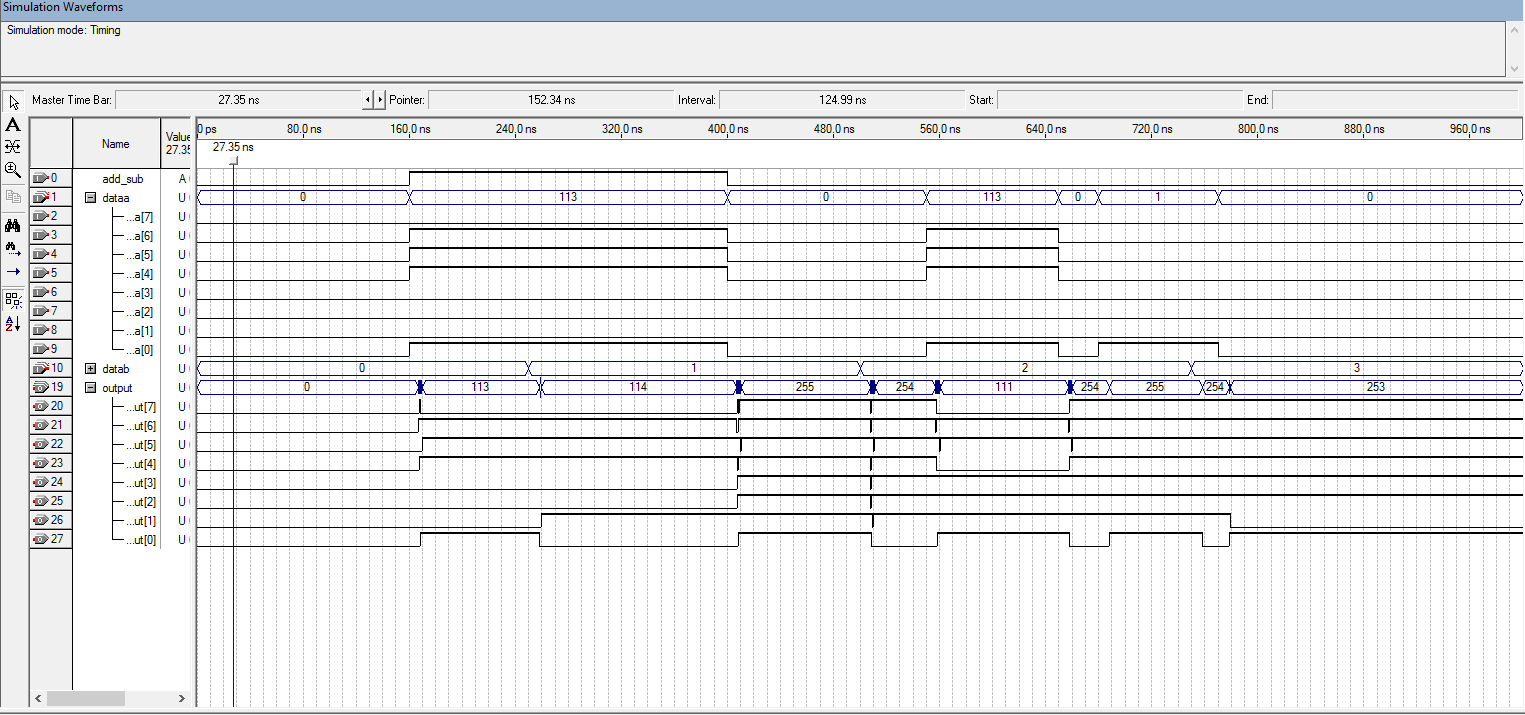 Simulation Waveforms
Simulation mode: Timing
Master Time Bar: 27.35 ns Pointer: 152.34 ns Interval: 124.99 ns Start: End:
Name Value 27.35
0 ps 80.0 ns 160.0 ns 240.0 ns 320.0 ns 400.0 ns 480.0 ns 560.0 ns 640.0 ns 720.0 ns 800.0 ns 880.0 ns 960.0 ns
27.35 ns
0 add_sub A
1 dataa U 0 113 0 113 0 1 0
2 ...a[7] U
3 ...a[6] U
4 ...a[5] U
5 ...a[4] U
6 ...a[3] U
7 ...a[2] U
8 ...a[1] U
9 ...a[0] U
10 datab U 0 1 2 3
19 output U 0 113 114 255 254 111 254 255 254 253
20 ...ut[7] U
21 ...ut[6] U
22 ...ut[5] U
23 ...ut[4] U
24 ...ut[3] U
25 ...ut[2] U
26 ...ut[1] U
27 ...ut[0] U